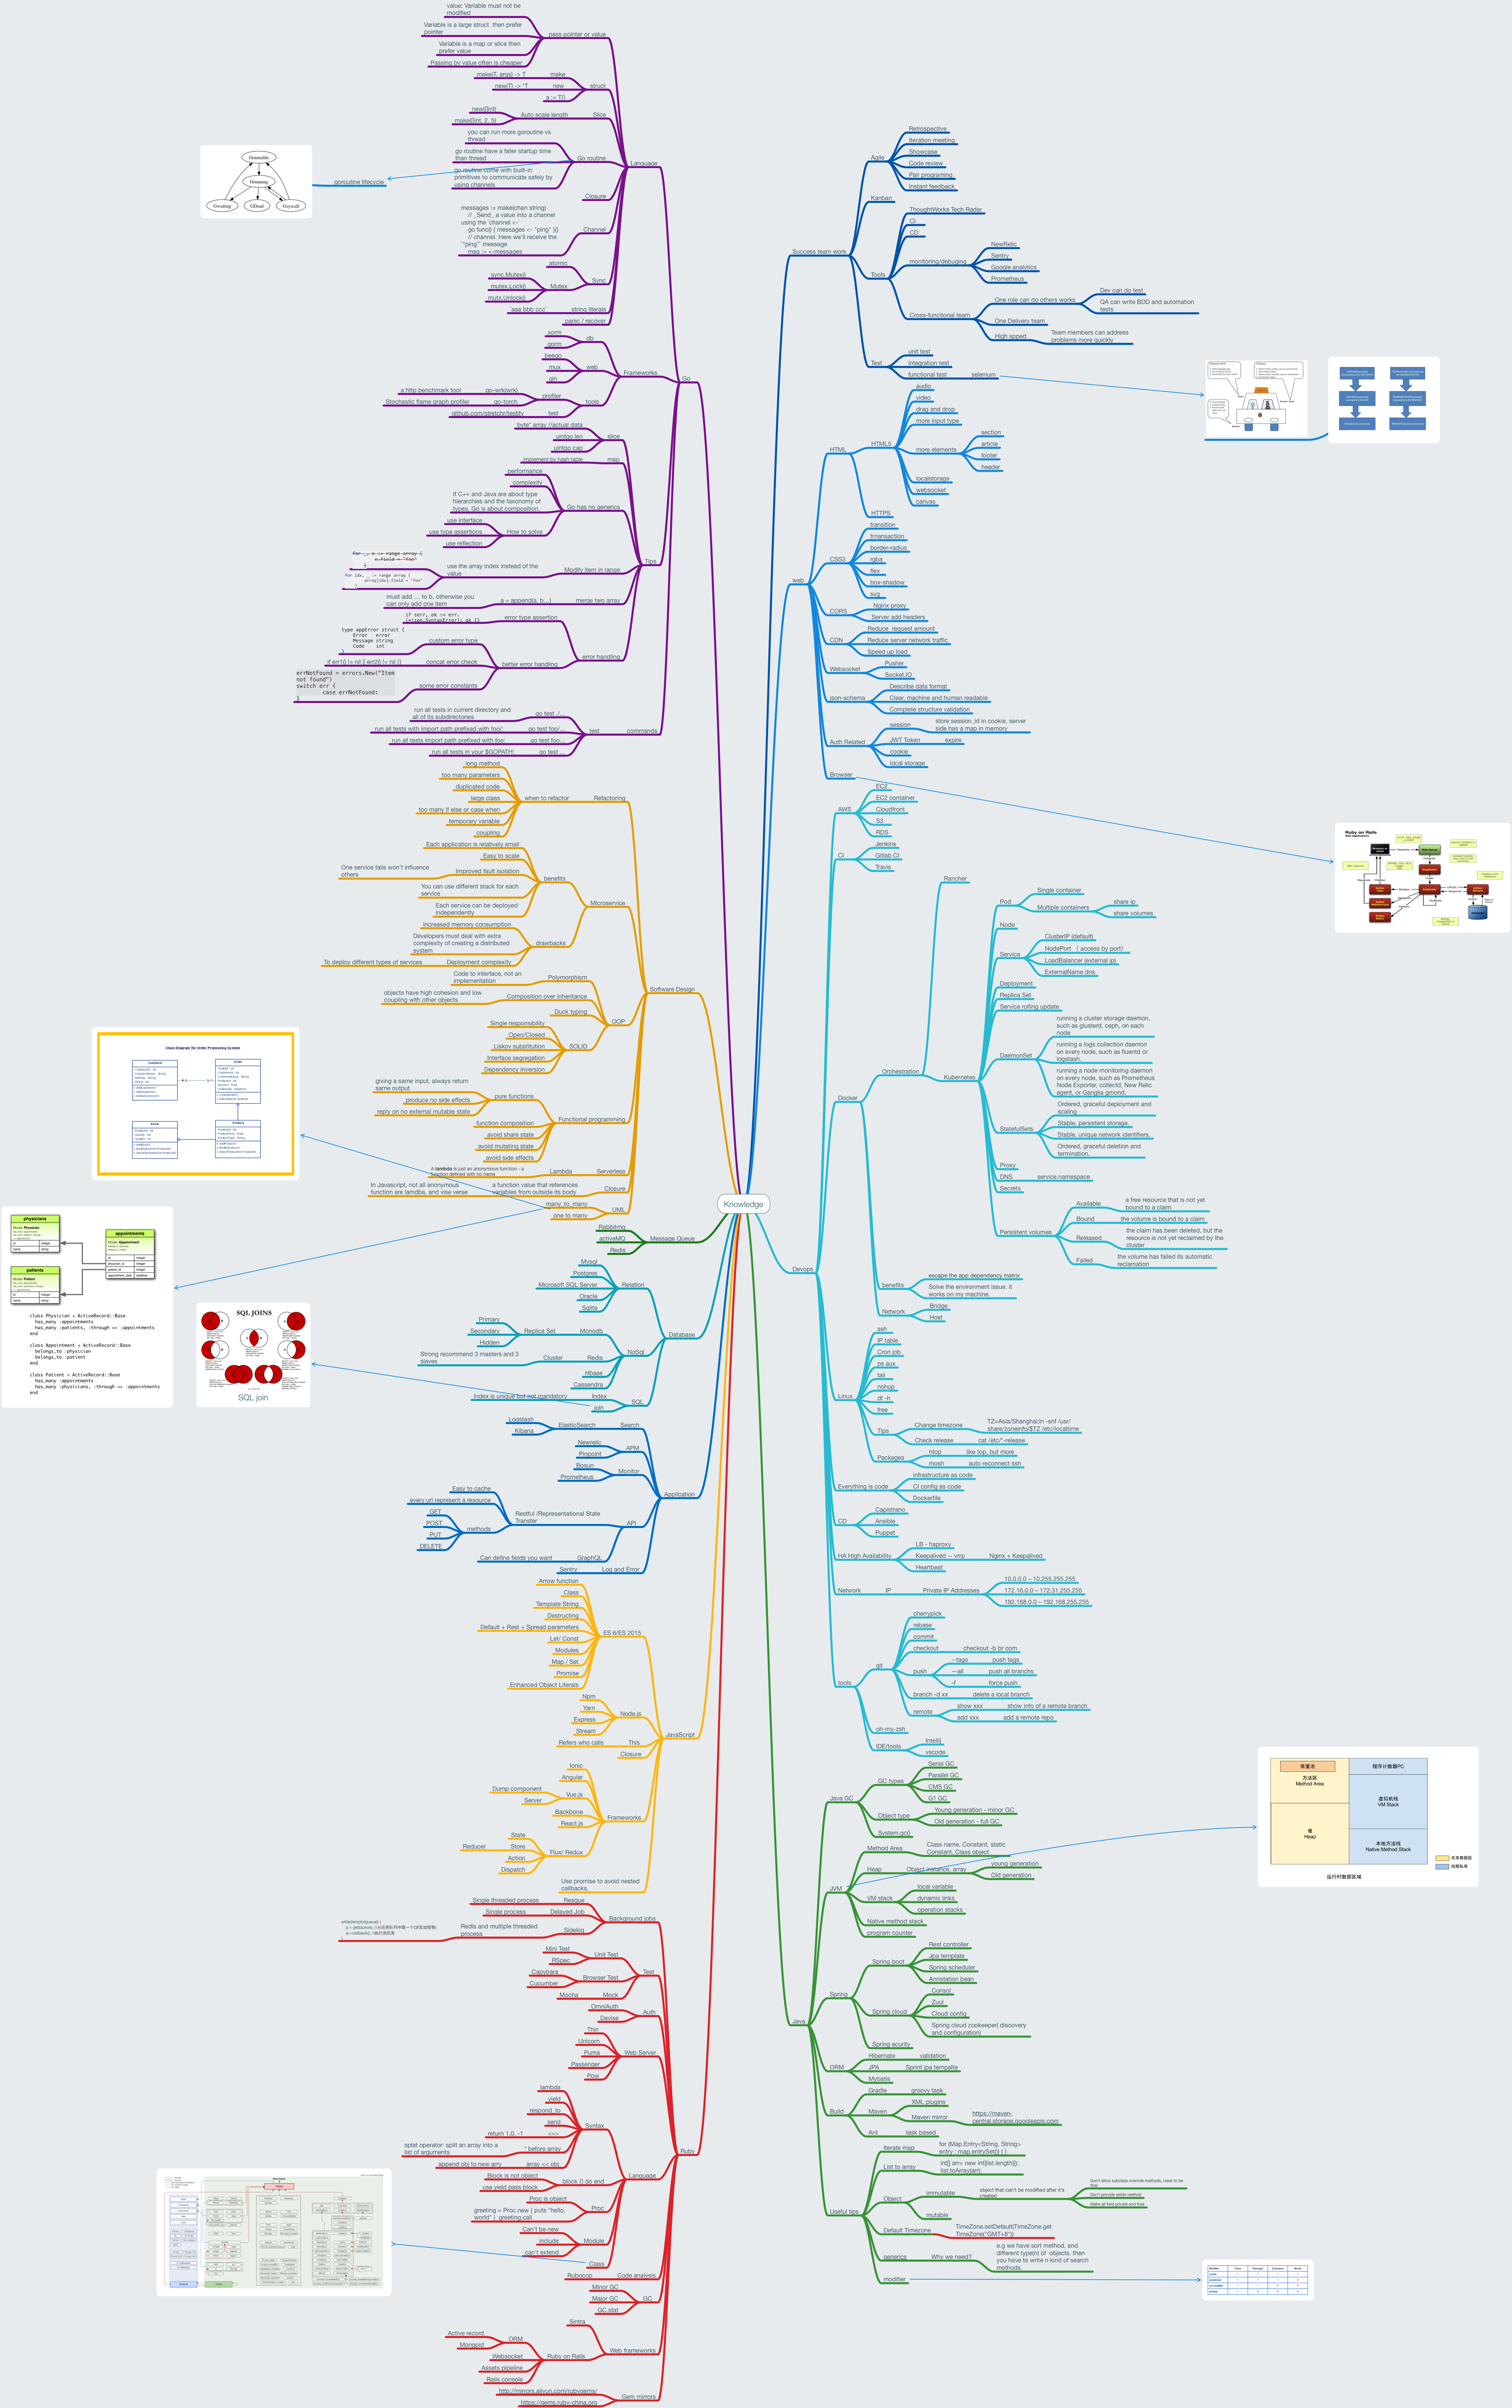 Knowledge
Go
Language
pass pointer or value
value: Variable must not be
modified
Variable is a large struct then prefer
pointer
Variable is a map or slice then
prefer value
Passing by value often is cheaper
struct
make
make(T, args) -> T
new
new(T) -> *T
a := T{}
Slice
Auto scale length
new([]int)
make([]int, 2, 5)
Go routine
you can run more goroutine vs
thread
go routine have a fater startup time
than thread
go routine come with built-in
primitives to communicate safely by
using channels
goroutine lifecycle
Grunnable
Grunning
Gwaiting
GDead
Gsyscall
Closure
Channel
messages := make(chan string)
// _Send_ a value into a channel
using the `channel <-`
go func() { messages <- "ping" }()
// channel. Here we'll receive the
`"ping"` message
msg := <-messages
Sync
atomic
Mutex
sync.Mutex{}
mutex.Lock()
mutx.Unlock()
string literals
`aaa bbb ccc`
panic / recover
Frameworks
db
xorm
gorm
web
beego
mux
gin
tools
profiler
go-wrk(wrk)
a http benchmark tool
go-torch
Stochastic flame graph profiler
test
github.com/stretchr/testify
Tips
slice
byte* array //actual data
uintgo len
uintgo cap
map
implement by hash table
Go has no generics
performance
complexity
If C++ and Java are about type
hierarchies and the taxonomy of
types, Go is about composition.
How to solve
use interface
use type assertions
use reflection
Modify item in range
use the array index instead of the
value
for _, e := range array {
e.field = "foo"
}
for idx, _ := range array {
array[idx].field = "foo"
}
merge two array
a = append(a, b...)
must add … to b, otherwise you
can only add one item
error handling
error type assertion
if serr, ok := err.
(*json.SyntaxError); ok {}
better error handling
custom error type
type appError struct {
Error error
Message string
Code int
}
concat error check
if err1() != nil || err2() != nil {}
some error constants
errNotFound = errors.New("Item
not found")
switch err {
case errNotFound:
}
commands
test
go test ./...
run all tests in current directory and
all of its subdirectories
go test foo/...
run all tests with import path prefixed with foo/:
go test foo...
run all tests import path prefixed with foo:
go test ...
run all tests in your $GOPATH:
Software Design
Refactoring
when to refactor
long method
too many parameters
duplicated code
large class
too many if else or case when
temporary variable
coupling
Microservice
benefits
Each application is relatively small
Easy to scale
Improved fault isolation
One service fails won't influence
others
You can use different stack for each
service
Each service can be deployed
independently
drawbacks
Increased memory consumption
Developers must deal with extra
complexity of creating a distributed
system
Deployment complexity
To deploy different types of services
OOP
Polymorphism
Code to interface, not an
implementation
Composition over inheritance
objects have high cohesion and low
coupling with other objects
Duck typing
SOLID
Single responsibility
Open/Closed
Liskov substitution
Interface segregation
Dependency inversion
Functional programming
pure functions
giving a same input, always return
same output
produce no side effects
reply on no external mutable state
function composition
avoid share state
avoid mutating state
avoid side effects
Serverless
Lambda
A lambda is just an anonymous function - a
function defined with no name
Closure
a function value that references
variables from outside its body
In Javascript, not all anonymous
function are lamdba, and vise verse
UML
many_to_many
one to many
Class Diagram for Order Processing System
Customer
Order
Stock
Product
physicians
Model: Physician
appointments
Model: Appointment
patients
Model: Patient
class Physician < ActiveRecord::Base
has_many :appointments
has_many :patients, :through => :appointments
end
class Appointment < ActiveRecord::Base
belongs_to :physician
belongs_to :patient
end
class Patient < ActiveRecord::Base
has_many :appointments
has_many :physicians, :through => :appointments
end
Message Queue
Rabbitmq
activeMQ
Redis
Database
Relation
Mysql
Postgres
Microsoft SQL Server
Oracle
Sqlite
NoSql
Monodb
Replica Set
Primary
Secondary
Hidden
Redis
Cluster
Strong recommend 3 masters and 3
slaves
Hbase
Cassendra
SQL
Index
Index is unique but not mandatory
join
SQL JOINS
SQL join
Application
Search
ElasticSearch
Logstash
Kibana
APM
Newrelic
Pinpoint
Monitor
Bosun
Prometheus
API
Restful /Representational State
Transfer
Easy to cache
every url represent a resource
methods
GET
POST
PUT
DELETE
GraphQL
Can define fields you want
Log and Error
Sentry
JavaScript
ES 6/ES 2015
Arrow function
Class
Template String
Destructing
Default + Rest + Spread parameters
Let/ Const
Modules
Map / Set
Promise
Enhanced Object Literals
Node.js
Npm
Yarn
Express
Stream
This
Refers who calls
Closure
Frameworks
Ionic
Angular
Vue.js
Dump component
Server
Backbone
React.js
Flux/ Redux
State
Store
Reducer
Action
Dispatch
Use promise to avoid nested
callbacks.
Ruby
Background jobs
Resque
Single threaded process
Delayed Job
Single process
Sidekiq
Redis and multiple threaded
process
Test
Unit Test
Mini Test
RSpec
Browser Test
Capybara
Cucumber
Mock
Mocha
Auth
OmniAuth
Devise
Web Server
Thin
Unicorn
Puma
Passenger
Pow
Language
Syntax
lambda
yield
respond_to
send
<=>
return 1,0, -1
* before array
splat operator: split an array into a
list of arguments
array << obj
append obj to new arry
block {} do end
Block is not object
use yield pass block
Proc
Proc is object
greeting = Proc.new { puts "hello,
world" } greeting.call
Module
Can't be new
include
can't extend
Class
Code analysis
Rubocop
GC
Minor GC
Major GC
GC.stat
Web frameworks
Sintra
Ruby on Rails
ORM
Active record
Mongoid
Websocket
Assets pipeline
Rails console
Gem mirrors
http://mirrors.aliyun.com/rubygems/
https://gems.ruby-china.org
Success team work
Agile
Retrospective
Iteration meeting
Showcase
Code review
Pair programing
Instant feedback
Kanban
Tools
ThoughtWorks Tech Radar
CI
CD
monitoring/debuging
NewRelic
Sentry
Google analytics
Prometheus
Cross-functional team
One role can do others works
Dev can do test
QA can write BDD and automation
tests
One Delivery team
High spped
Team members can address
problems more quickly
Test
unit test
integration test
functional test
selenium
web
HTML
HTML5
audio
video
drag and drop
more input type
more elements
section
article
footer
header
localstorage
websocket
canvas
HTTPS
CSS3
transition
trnansaction
border-radius
rgba
flex
box-shadow
svg
CORS
Nginx proxy
Server add headers
CDN
Reduce request amount
Reduce server network traffic
Speed up load
Websocket
Pusher
Socket.IO
json-schema
Describe data format
Clear, machine and human readable
Complete structure validation
Auth Related
session
store session_id in cookie, server
side has a map in memory
JWT Token
expire
cookie
local storage
Browser
Ruby on Rails
Devops
AWS
EC2
EC2 container
Cloudfront
S3
RDS
CI
Jenkins
Gitlab CI
Travis
Docker
Orchestration
Rancher
Kubernetes
Pod
Single container
Multiple containers
share ip
share volumes
Node
Service
ClusterIP (default)
NodePort （ access by port）
LoadBalancer (external ip)
ExternalName dns
Deployment
Replica Set
Service rolling update
DaemonSet
running a cluster storage daemon,
such as glusterd, ceph, on each
node
running a logs collection daemon
on every node, such as fluentd or
logstash.
running a node monitoring daemon
on every node, such as Prometheus
Node Exporter, collectd, New Relic
agent, or Ganglia gmond.
StatefulSets
Ordered, graceful deployment and
scaling
Stable, persistent storage.
Stable, unique network identifiers.
Ordered, graceful deletion and
termination.
Proxy
DNS
service.namespace
Secrets
Persistent volumes
Available
a free resource that is not yet
bound to a claim
Bound
the volume is bound to a claim
Released
the claim has been deleted, but the
resource is not yet reclaimed by the
cluster
Failed
the volume has failed its automatic
reclamation
benefits
escape the app dependency matrix
Solve the environment issue. it
works on my machine.
Network
Bridge
Host
Linux
ssh
IP table
Cron job
ps aux
tail
nohup
df -h
free
Tips
Change timezone
TZ=Asia/Shanghai;ln -snf /usr/
share/zoneinfo/$TZ /etc/localtime
Check release
cat /etc/*-release
Packages
htop
like top, but more
mosh
auto reconnect ssh
Everything is code
infrastructure as code
CI config as code
Dockerfile
CD
Capistrano
Ansible
Puppet
HA High Availability
LB - haproxy
Keepalived -- vrrp
Nginx + Keepalived
Heartbeat
Network
IP
Private IP Addresses
10.0.0.0 ~ 10.255.255.255
172.16.0.0 ~ 172.31.255.255
192.168.0.0 ~ 192.168.255.255
tools
git
cherrypick
rebase
commit
checkout
checkout -b br com
push
--tags
push tags
--all
push all branchs
-f
force push
branch -d xx
delete a local branch
remote
show xxx
show info of a remote branch
add xxx
add a remote repo
oh-my-zsh
IDE/tools
Intellij
vscode
Java
Java GC
GC types
Serial GC
Parallel GC
CMS GC
G1 GC
Object type
Young generation - minor GC
Old generation - full GC
System.gc()
JVM
Method Area
Class name, Constant, static
Constant, Class object
Heap
Object instance, array
young generation
Old generation
VM stack
local variable
dynamic links
operation stacks
Native method stack
program counter
常量池
方法区
Method Area
堆
Heap
程序计数器PC
虚拟机栈
VM Stack
本地方法栈
Native Method Stack
共享数据区
线程私有
运行时数据区域
Spring
Spring boot
Rest controller
Jpa template
Spring scheduler
Annotation bean
Spring cloud
Consol
Zuul
Cloud config
Spring cloud zookeeper( discovery
and configuration)
Spring ecurity
ORM
Hibernate
validation
JPA
Sprint jpa tempalte
Mybatis
Build
Gradle
groovy task
Maven
XML plugins
Maven mirror
https://maven-
central.storage.googleapis.com
Ant
task based
Useful tips
Iterate map
for (Map.Entry<String, String>
entry : map.entrySet()) { }
List to array
int[] arr= new int[list.length]();
list.toArray(arr);
Object
immutable
object that can't be modified after it's
created
Don't allow subclass override methods, class to be
final
Don't provide setter method
Make all field private and final
mutable
Default Timezone
TimeZone.setDefault(TimeZone.get
TimeZone("GMT+8"))
generics
Why we need?
e.g we have sort method, and
different type(n) of objects. then
you have to write n kind of search
methods.
modifier